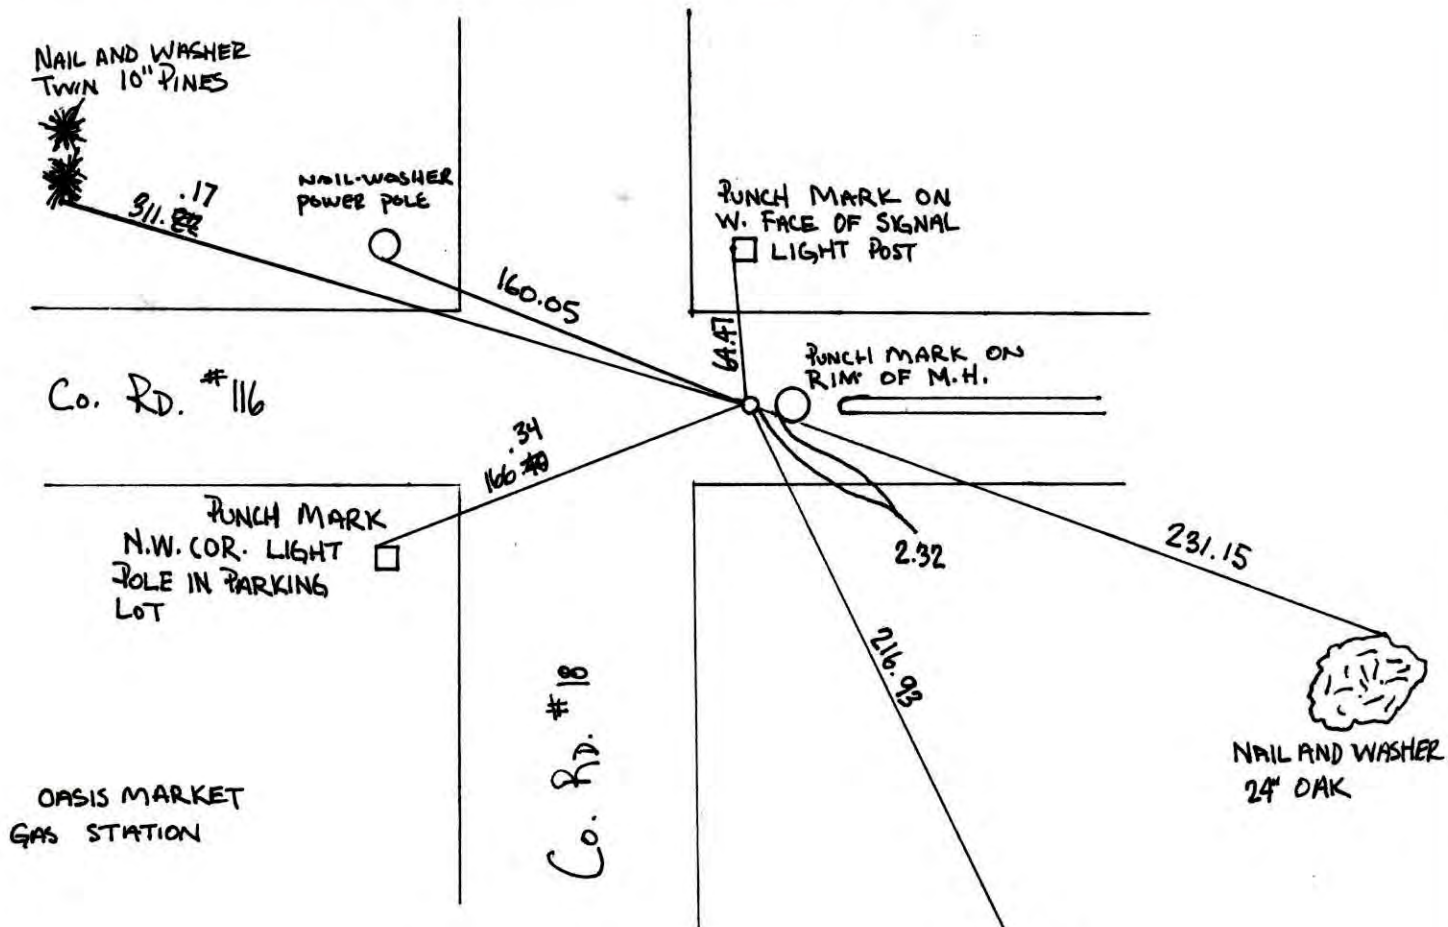 NAIL AND WASHER
TWIN 10" PINES
.17
311.
NAIL-WASHER
POWER POLE
160.05
PUNCH MARK ON
W. FACE OF SIGNAL
LIGHT POST
64.47
PUNCH MARK ON
RIM OF M.H.
Co. RD. #116
.34
166.40
PUNCH MARK
N.W. COR. LIGHT
POLE IN PARKING
LOT
2.32
231.15
216.93
NAIL AND WASHER
24" OAK
Co. RD. #18
OASIS MARKET
GAS STATION